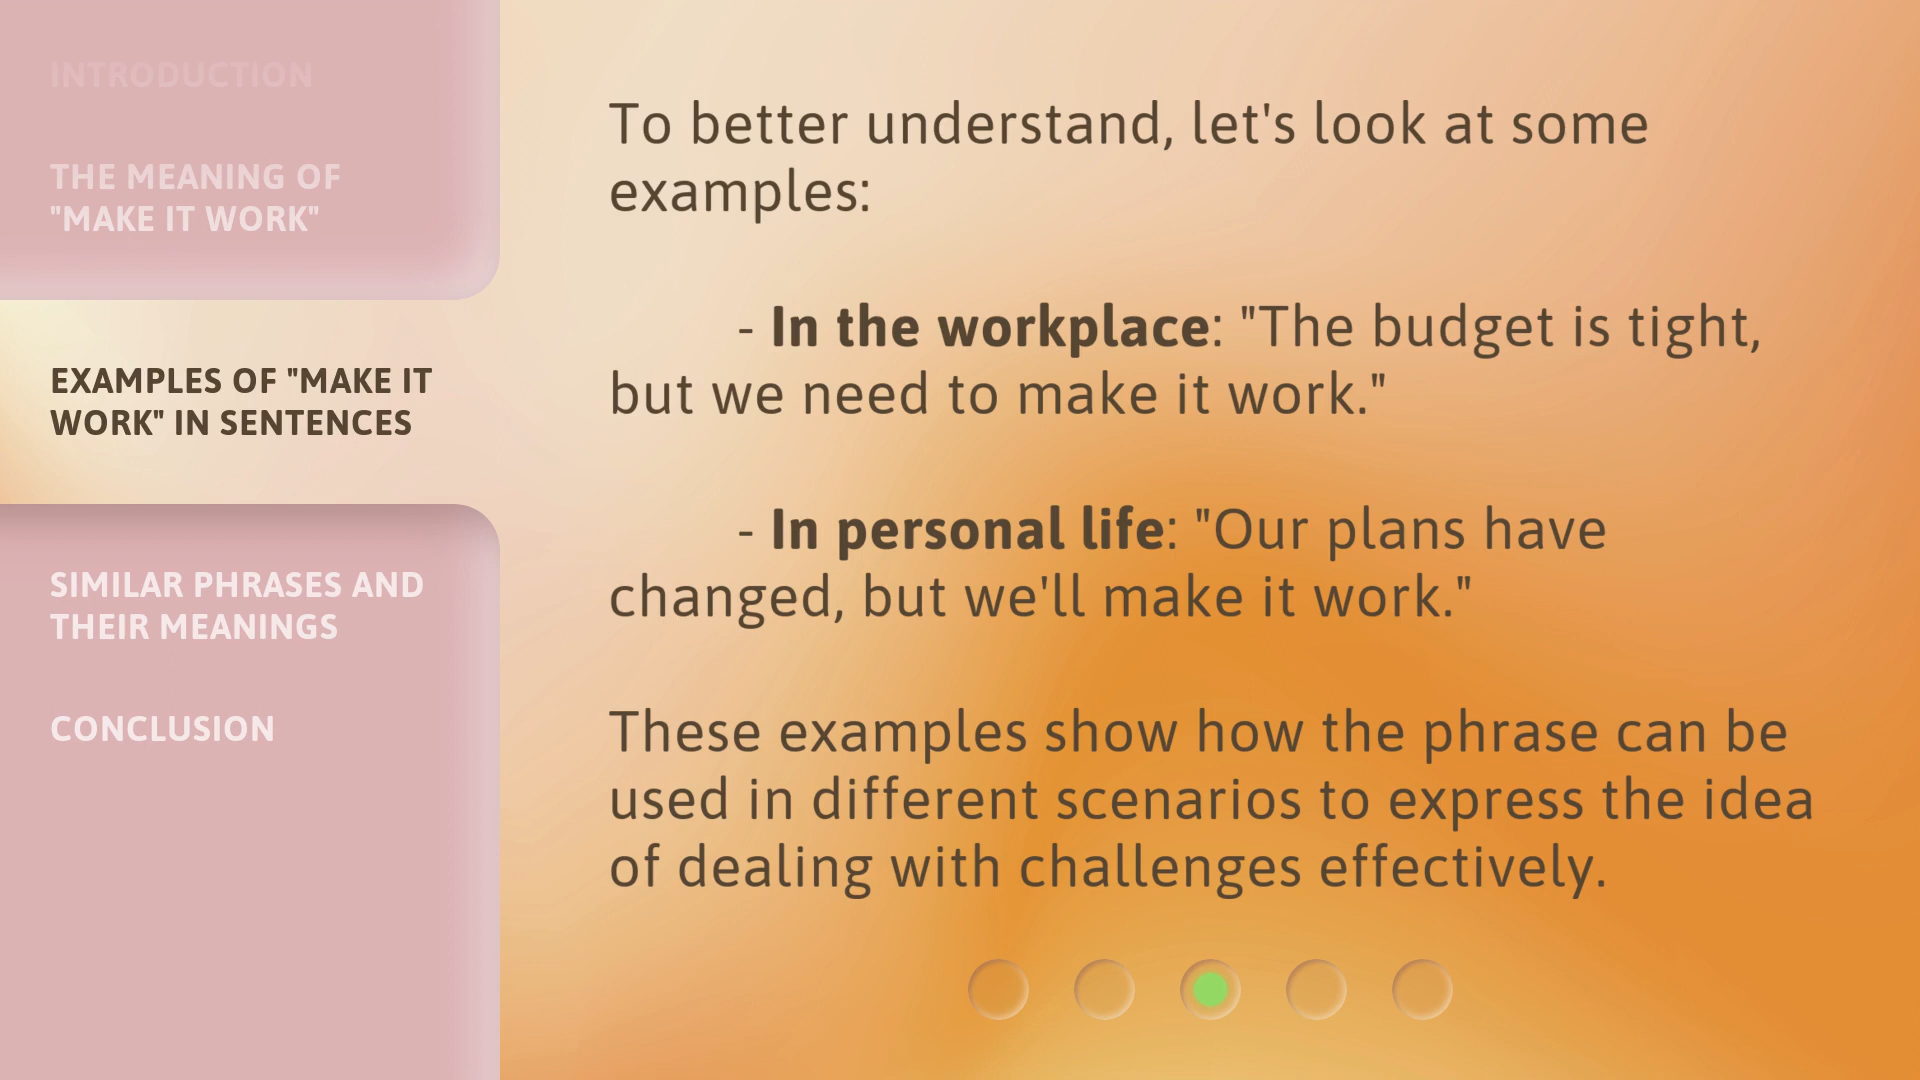 INTRODUCTION
THE MEANING OF
"MAKE IT WORK"
EXAMPLES OF "MAKE IT
WORK" IN SENTENCES
SIMILAR PHRASES AND
THEIR MEANINGS
CONCLUSION
To better understand, let's look at some
examples:
- In the workplace: "The budget is tight,
but we need to make it work."
- In personal life: "Our plans have
changed, but we'll make it work."
These examples show how the phrase can be
used in different scenarios to express the idea
of dealing with challenges effectively.